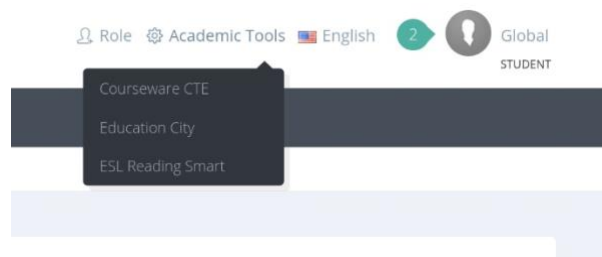 Role Academic Tools English 2 Global
STUDENT
Courseware CTE
Education City
ESL Reading Smart